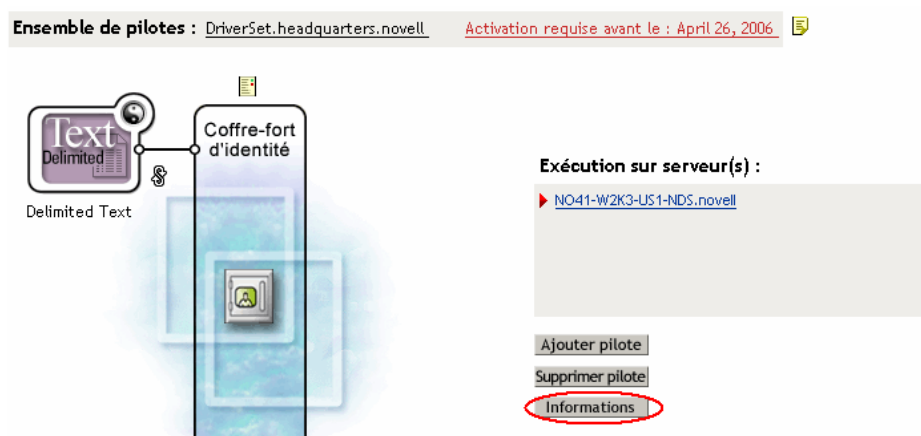 Ensemble de pilotes : DriverSet.headquarters.novell Activation requise avant le : April 26, 2006
Text
Delimited
Coffre-fort
d'identité
Delimited Text
Exécution sur serveur(s) :
NO41-W2K3-US1-NDS.novell
Ajouter pilote
Supprimer pilote
Informations